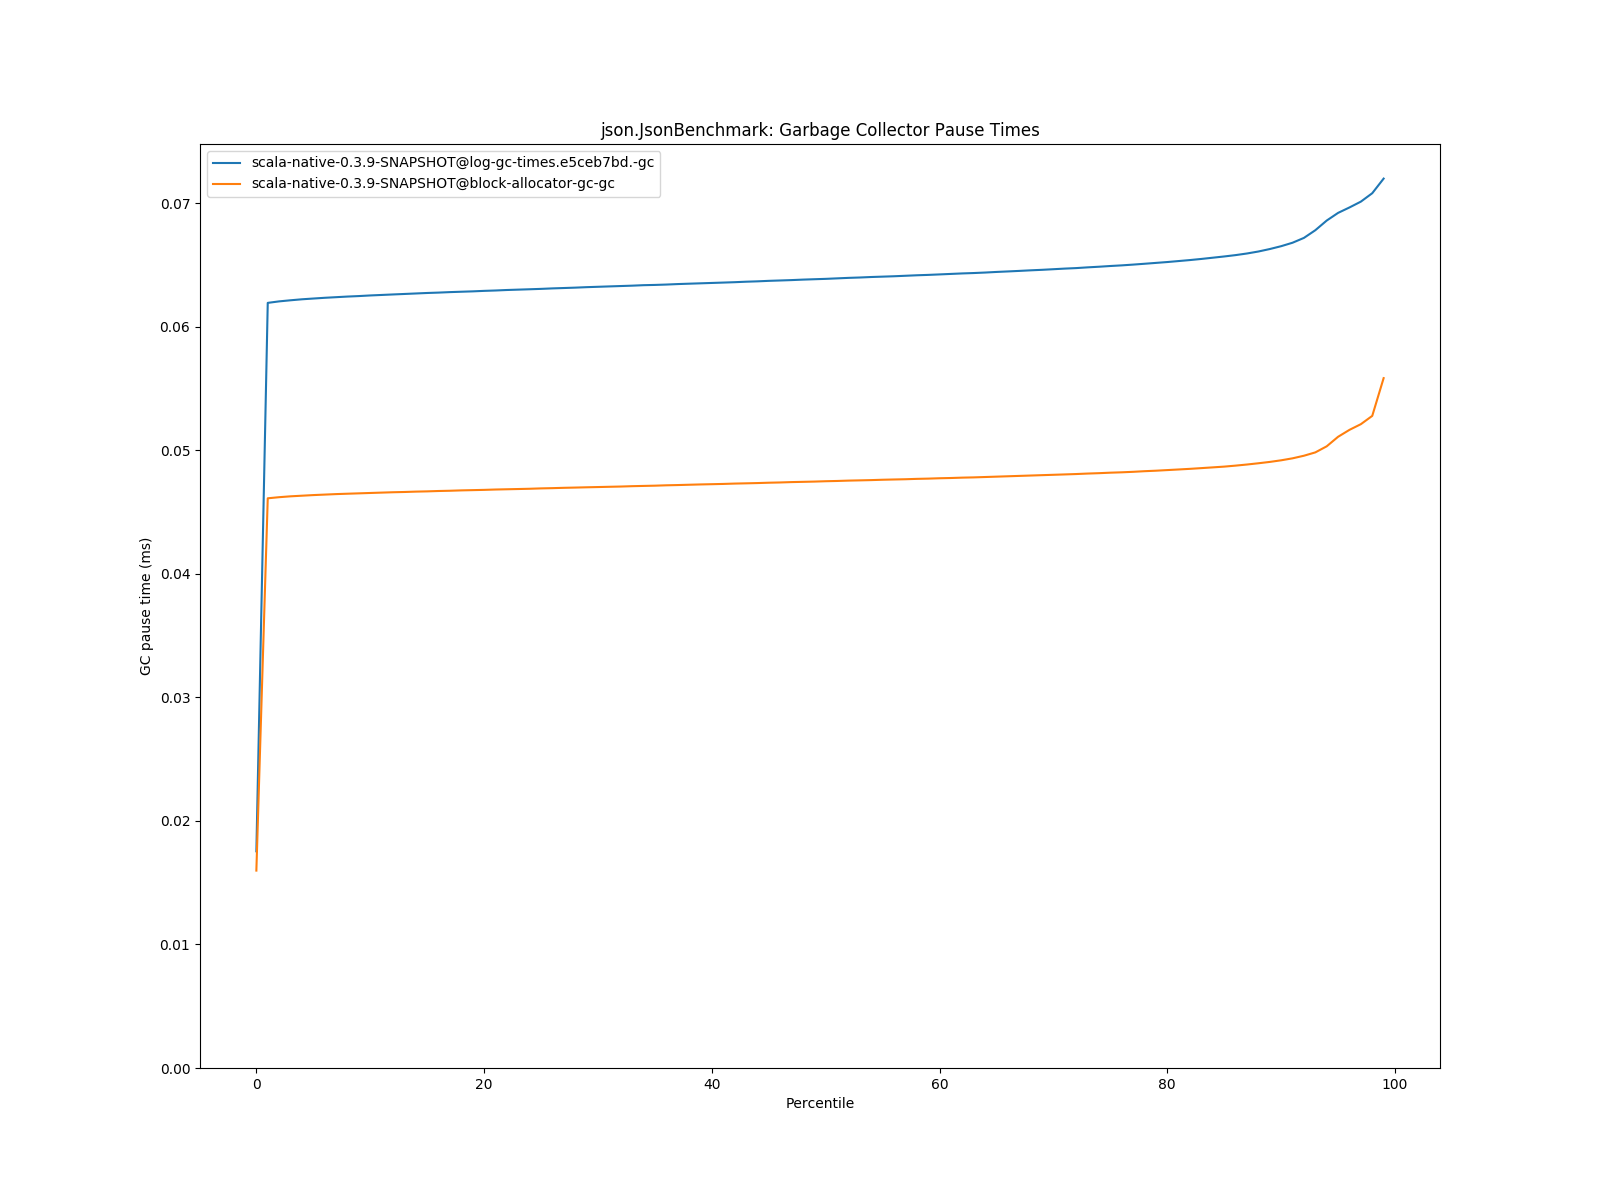 json.JsonBenchmark: Garbage Collector Pause Times
scala-native-0.3.9-SNAPSHOT@log-gc-times.e5ceb7bd.-gc
scala-native-0.3.9-SNAPSHOT@block-allocator-gc-gc
0.07
0.06
0.05
0.04
0.03
0.02
0.01
0.00
GC pause time (ms)
0 20 40 60 80 100
Percentile